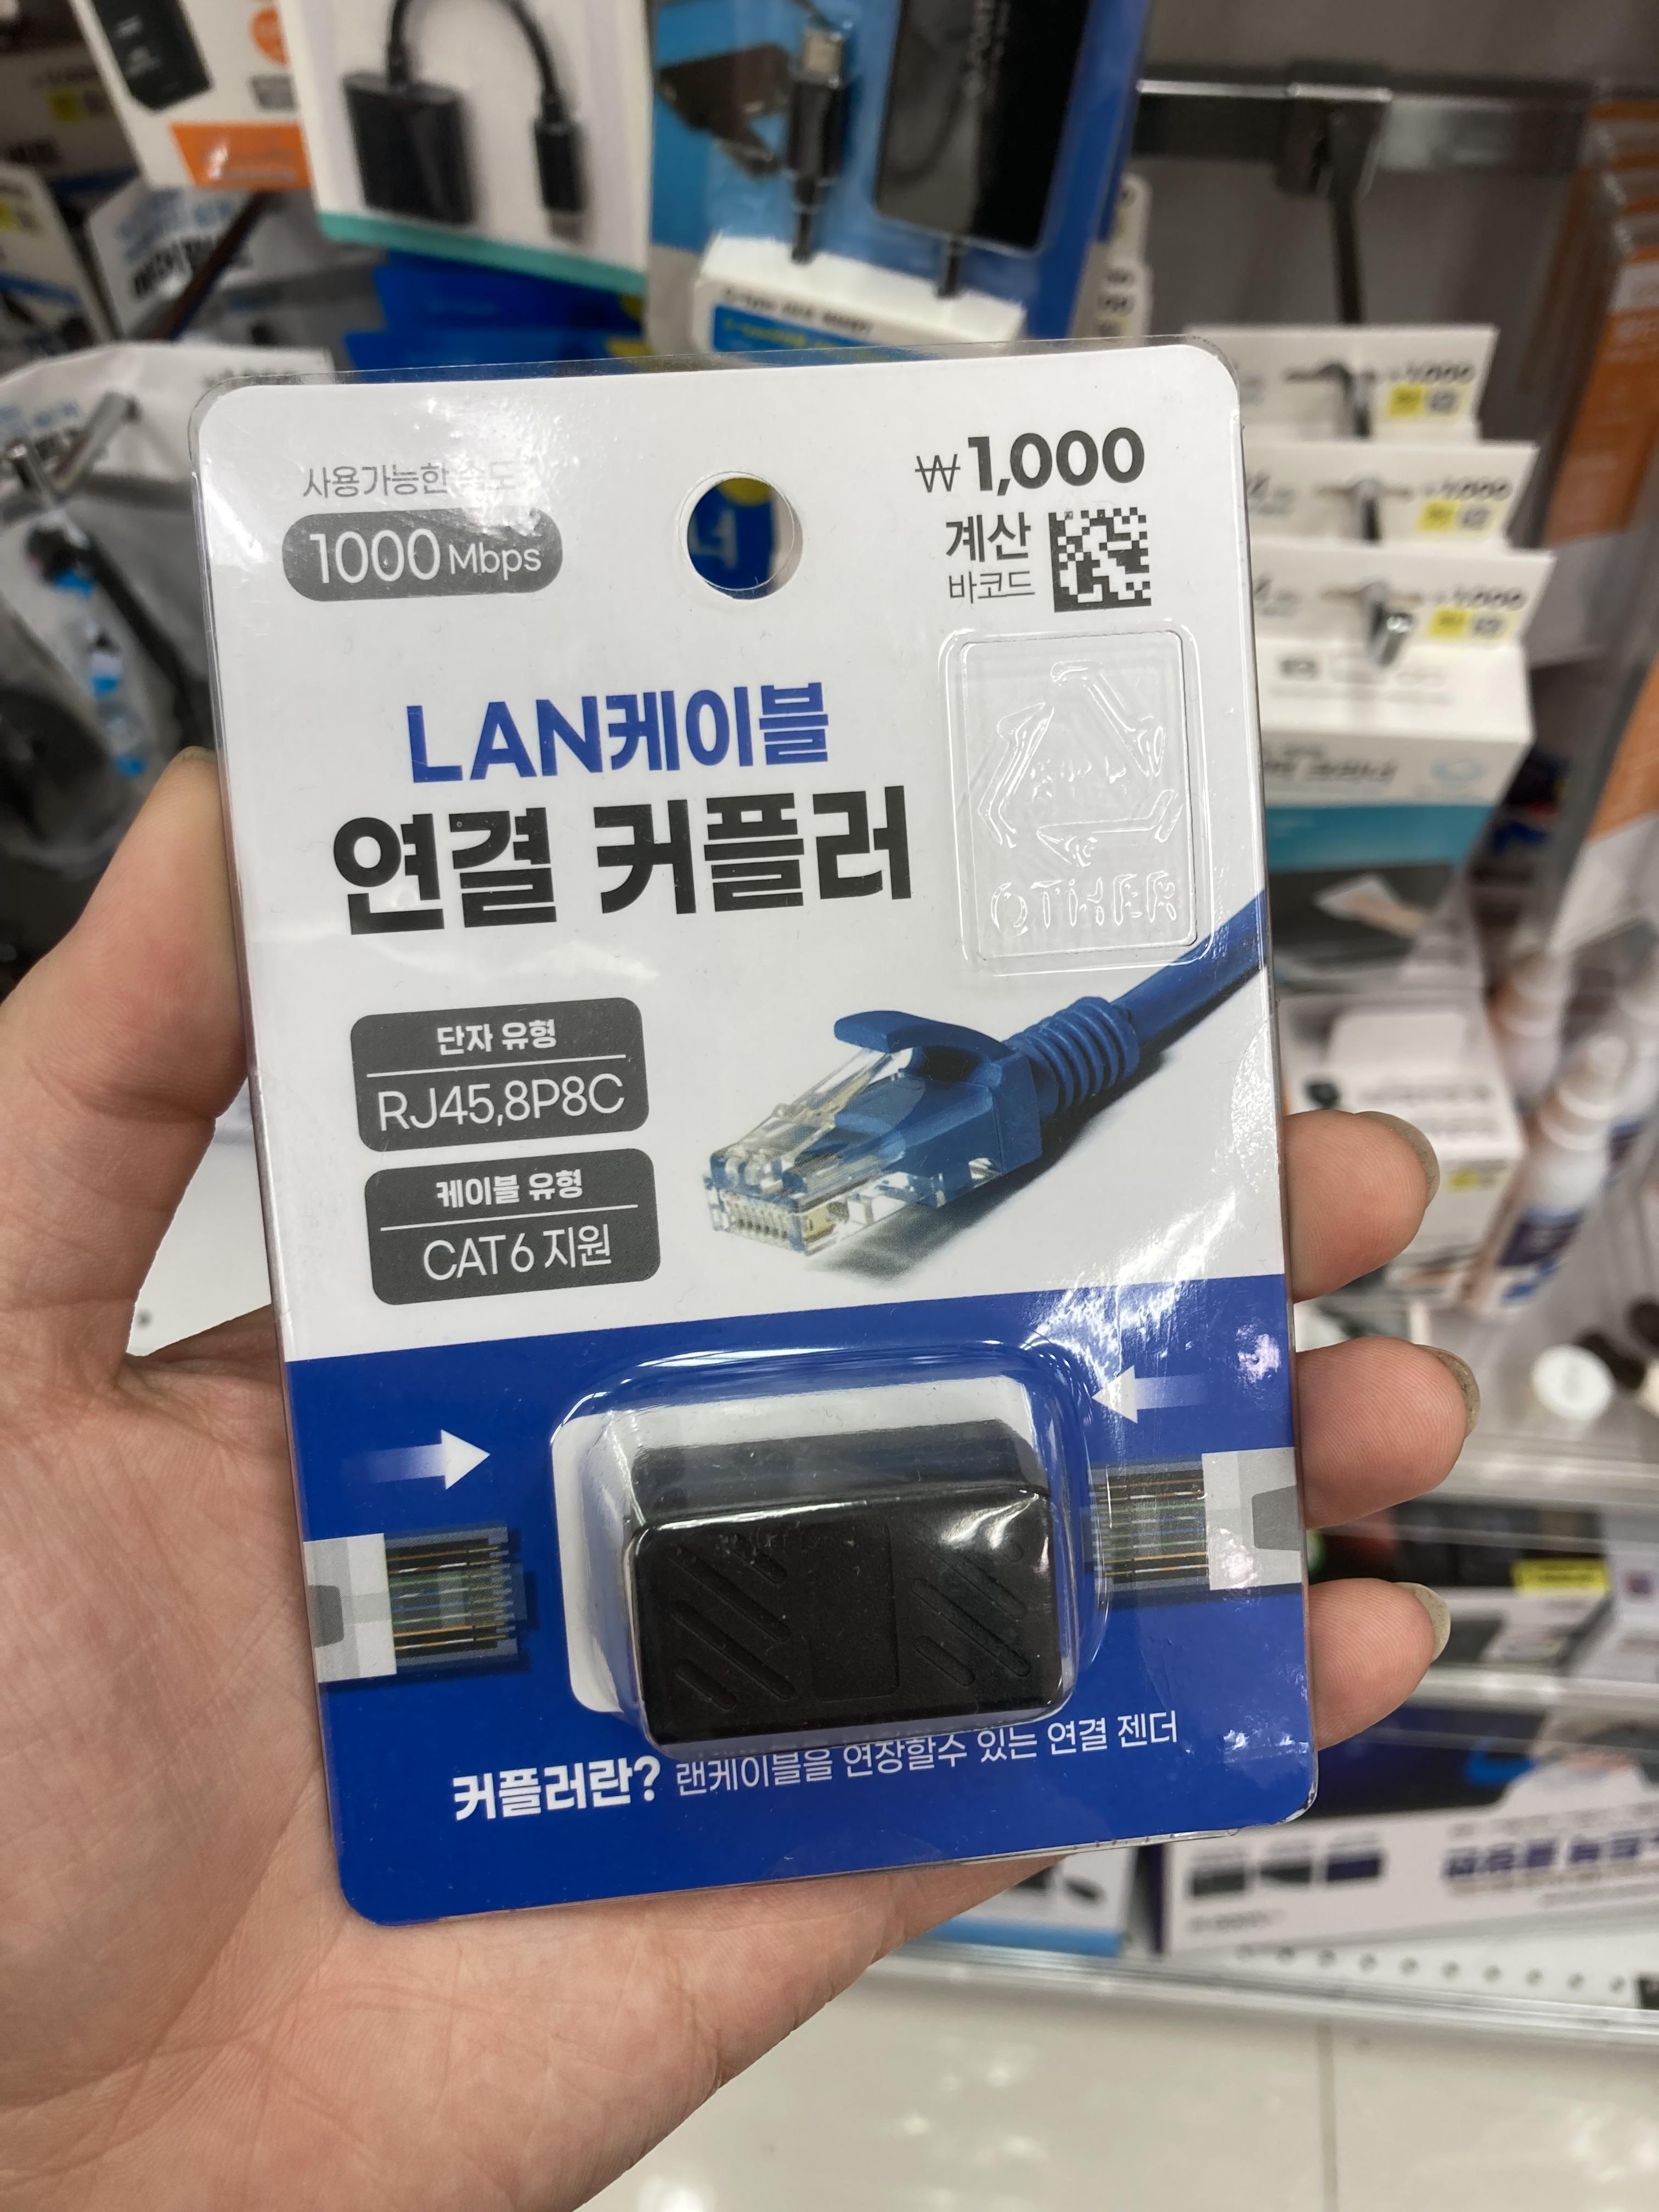 사용가능한 속도
1000 Mbps
₩1,000
계산
바코드
LAN케이블
연결 커플러
OTHER
단자 유형
RJ45,8P8C
케이블 유형
CAT6 지원
커플러란? 랜케이블을 연장할수 있는 연결 젠더